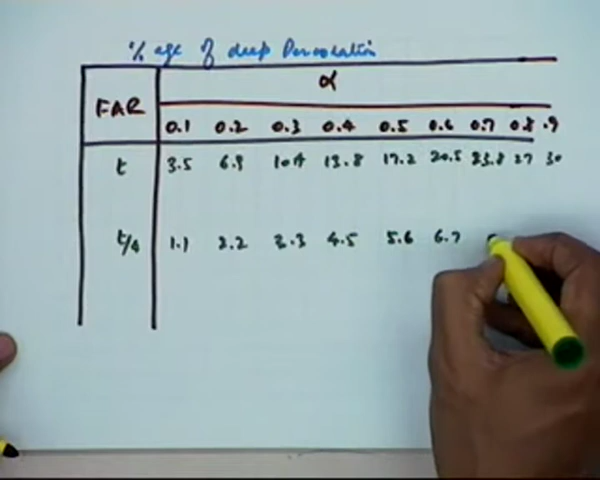 % age of deep Percolation
α
FAR
0.1 0.2 0.3 0.4 0.5 0.6 0.7 0.8 .9
t 3.5 6.9 10.4 13.8 17.2 20.5 23.8 27 30
t/4 1.1 2.2 3.3 4.5 5.6 6.7